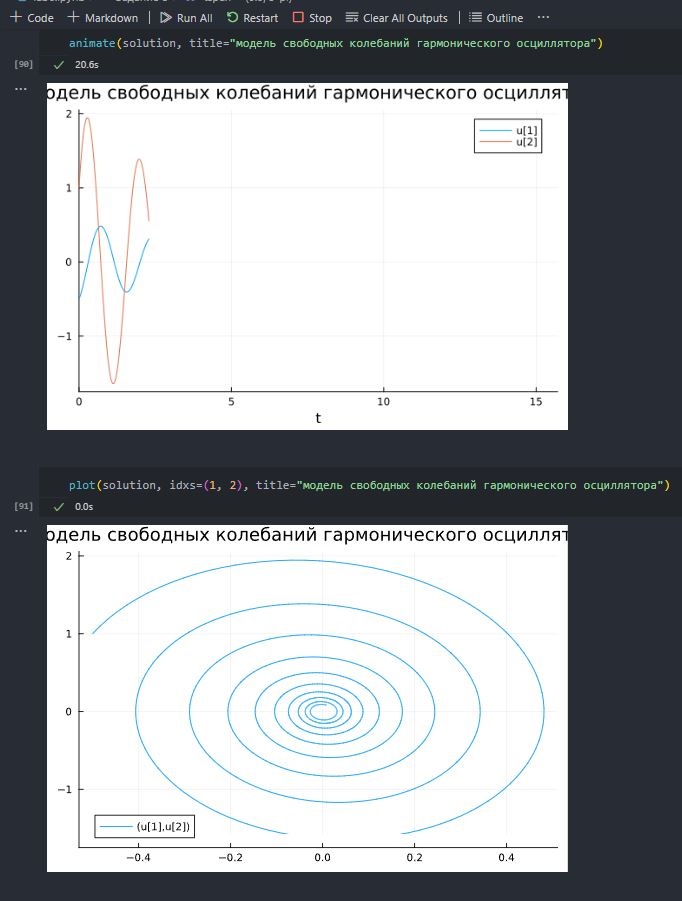 Code Markdown Run All Restart Stop Clear All Outputs Outline ...
animate(solution, title="модель свободных колебаний гармонического осциллятора")
[90] 20.6s
...
одель свободных колебаний гармонического осциллят
2
u[1]
u[2]
1
0
−1
0 5 10 15
t
plot(solution, idxs=(1, 2), title="модель свободных колебаний гармонического осциллятора")
[91] 0.0s
...
одель свободных колебаний гармонического осциллят
2
1
0
−1
(u[1],u[2])
−0.4 −0.2 0.0 0.2 0.4